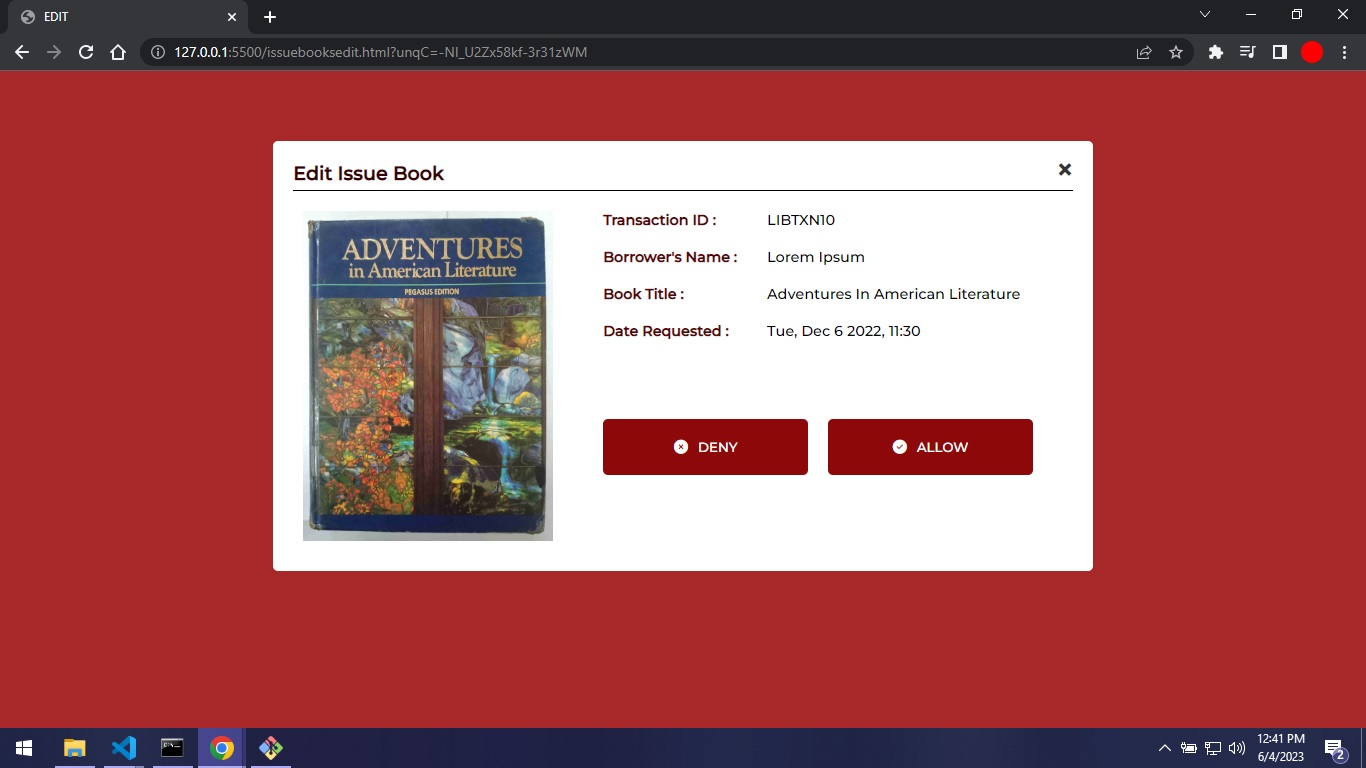 EDIT
127.0.0.1:5500/issuebooksedit.html?unqC=-NI_U2Zx58kf-3r31zWM
Edit Issue Book
ADVENTURES
in American Literature
PEGASUS EDITION
Transaction ID : LIBTXN10
Borrower's Name : Lorem Ipsum
Book Title : Adventures In American Literature
Date Requested : Tue, Dec 6 2022, 11:30
DENY ALLOW
12:41 PM
6/4/2023
2